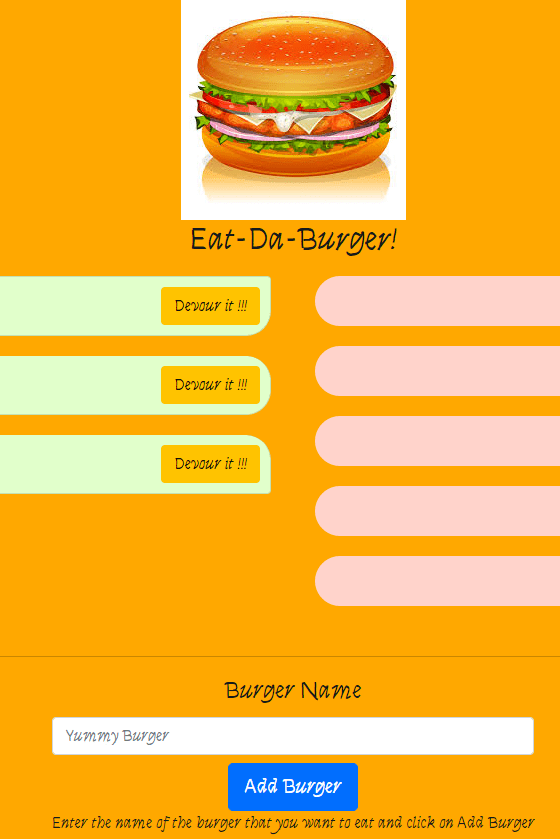 Eat-Da-Burger!
Devour it !!!
Devour it !!!
Devour it !!!
Burger Name
Yummy Burger
Add Burger
Enter the name of the burger that you want to eat and click on Add Burger